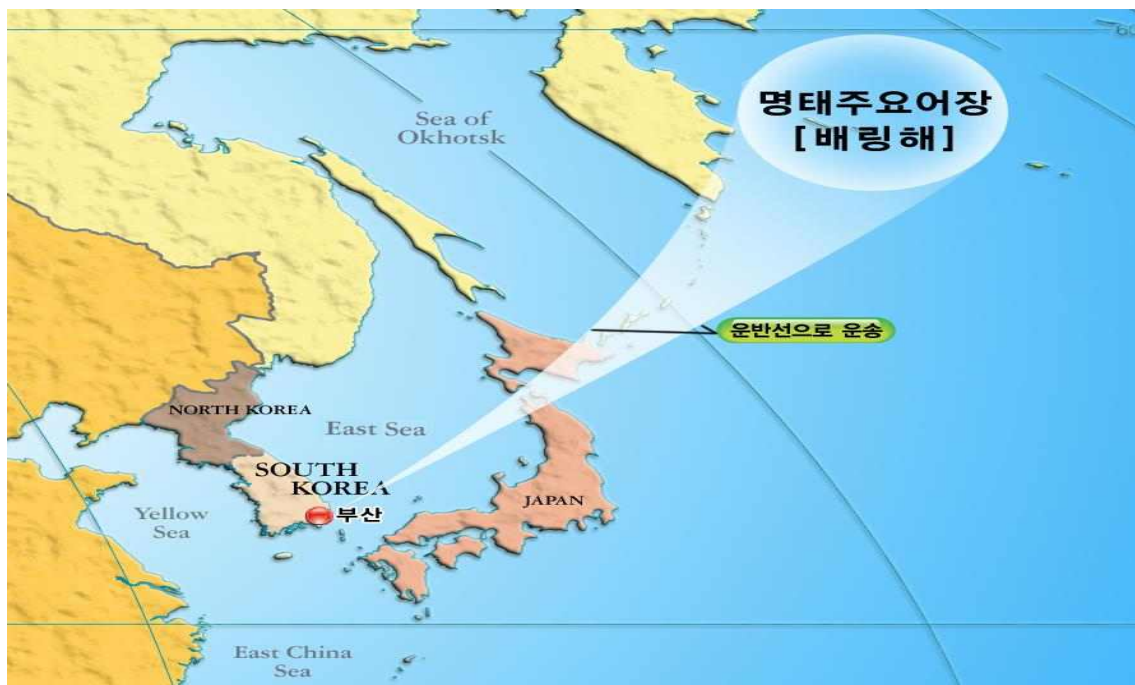 60
명태주요어장
[배링해]
Sea of
Okhotsk
운반선으로 운송
NORTH KOREA
East Sea
SOUTH
KOREA
JAPAN
부산
Yellow
Sea
East China
Sea